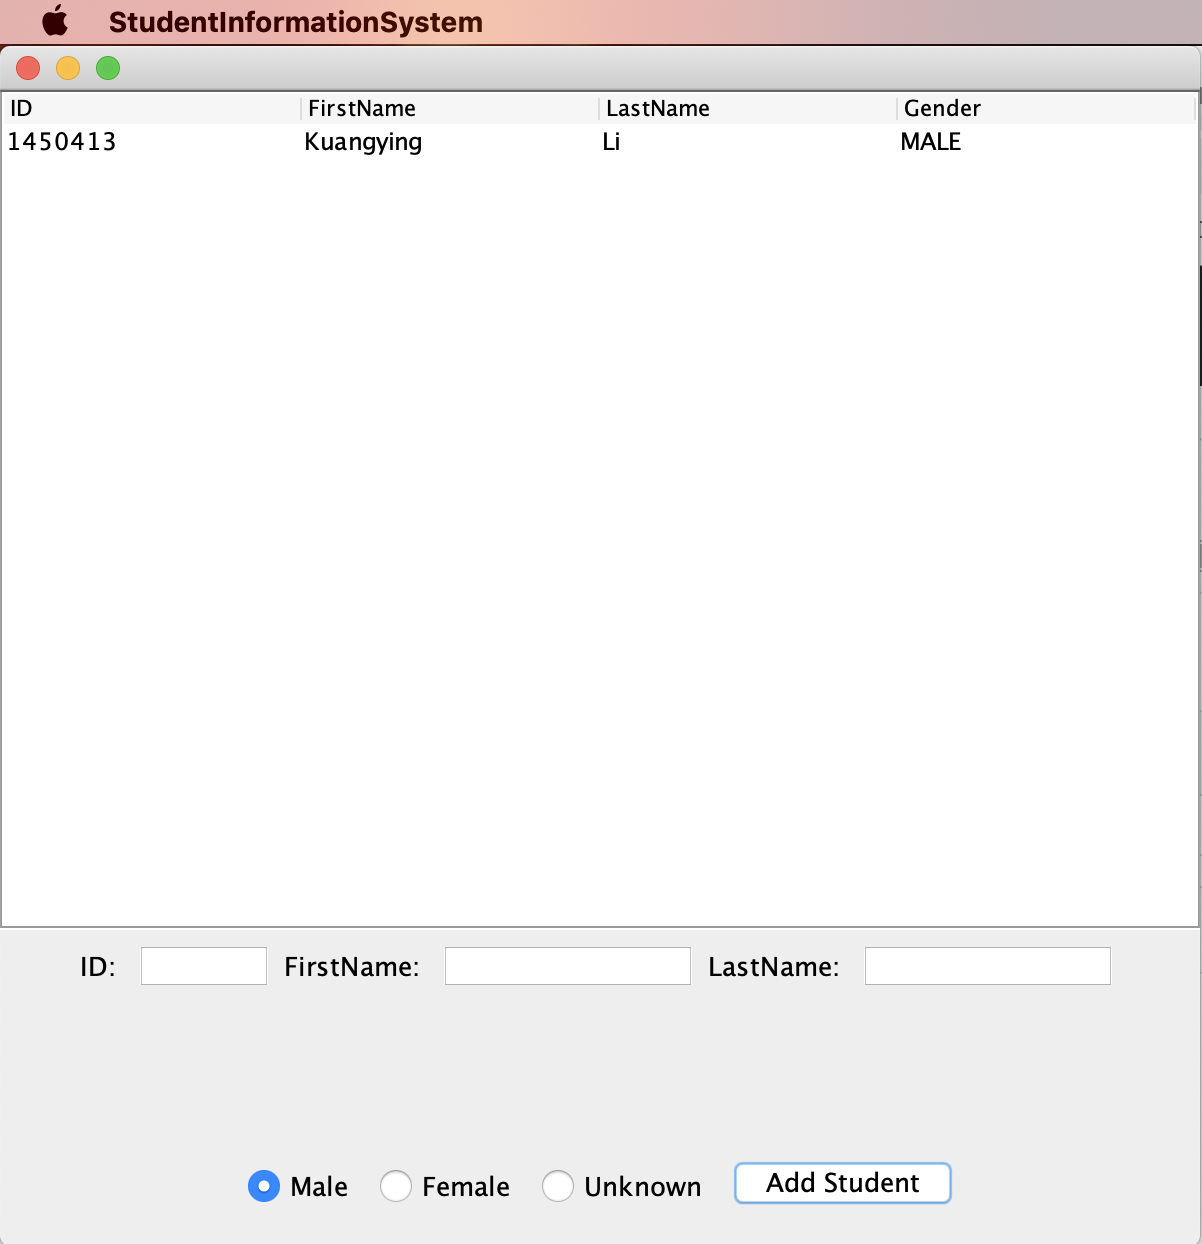 StudentInformationSystem
ID FirstName LastName Gender
1450413 Kuangying Li MALE
ID: FirstName: LastName:
Male Female Unknown Add Student